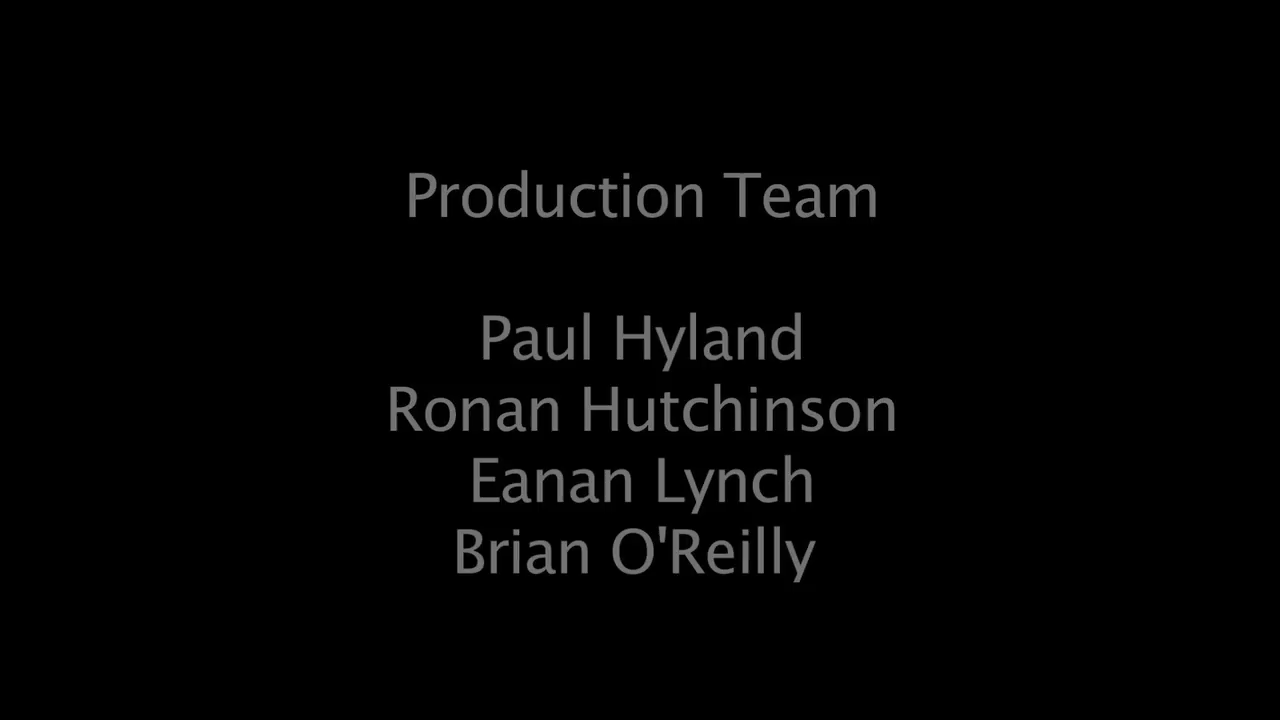 Production Team
Paul Hyland
Ronan Hutchinson
Eanan Lynch
Brian O'Reilly